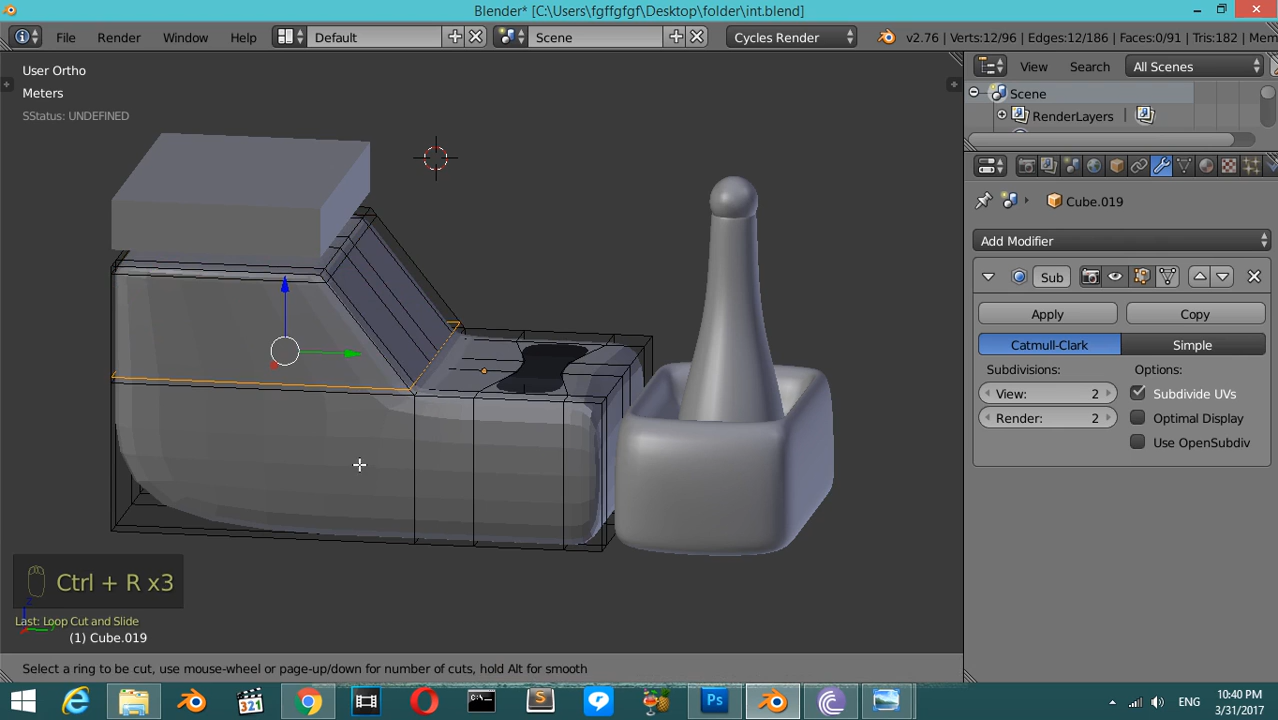 Blender* [C:\Users\fgffgfgf\Desktop\folder\int.blend]
File Render Window Help Default Scene Cycles Render v2.76 | Verts:12/96 | Edges:12/186 | Faces:0/91 | Tris:182 | Mem
User Ortho
Meters
SStatus: UNDEFINED
View Search All Scenes
Scene
RenderLayers
Cube.019
Add Modifier
Sub
Apply Copy
Catmull-Clark Simple
Subdivisions: Options:
View: 2 Subdivide UVs
Render: 2 Optimal Display
Use OpenSubdiv
Ctrl + R x3
Last: Loop Cut and Slide
(1) Cube.019
Select a ring to be cut, use mouse-wheel or page-up/down for number of cuts, hold Alt for smooth
321
Ps
ENG
10:40 PM
3/31/2017